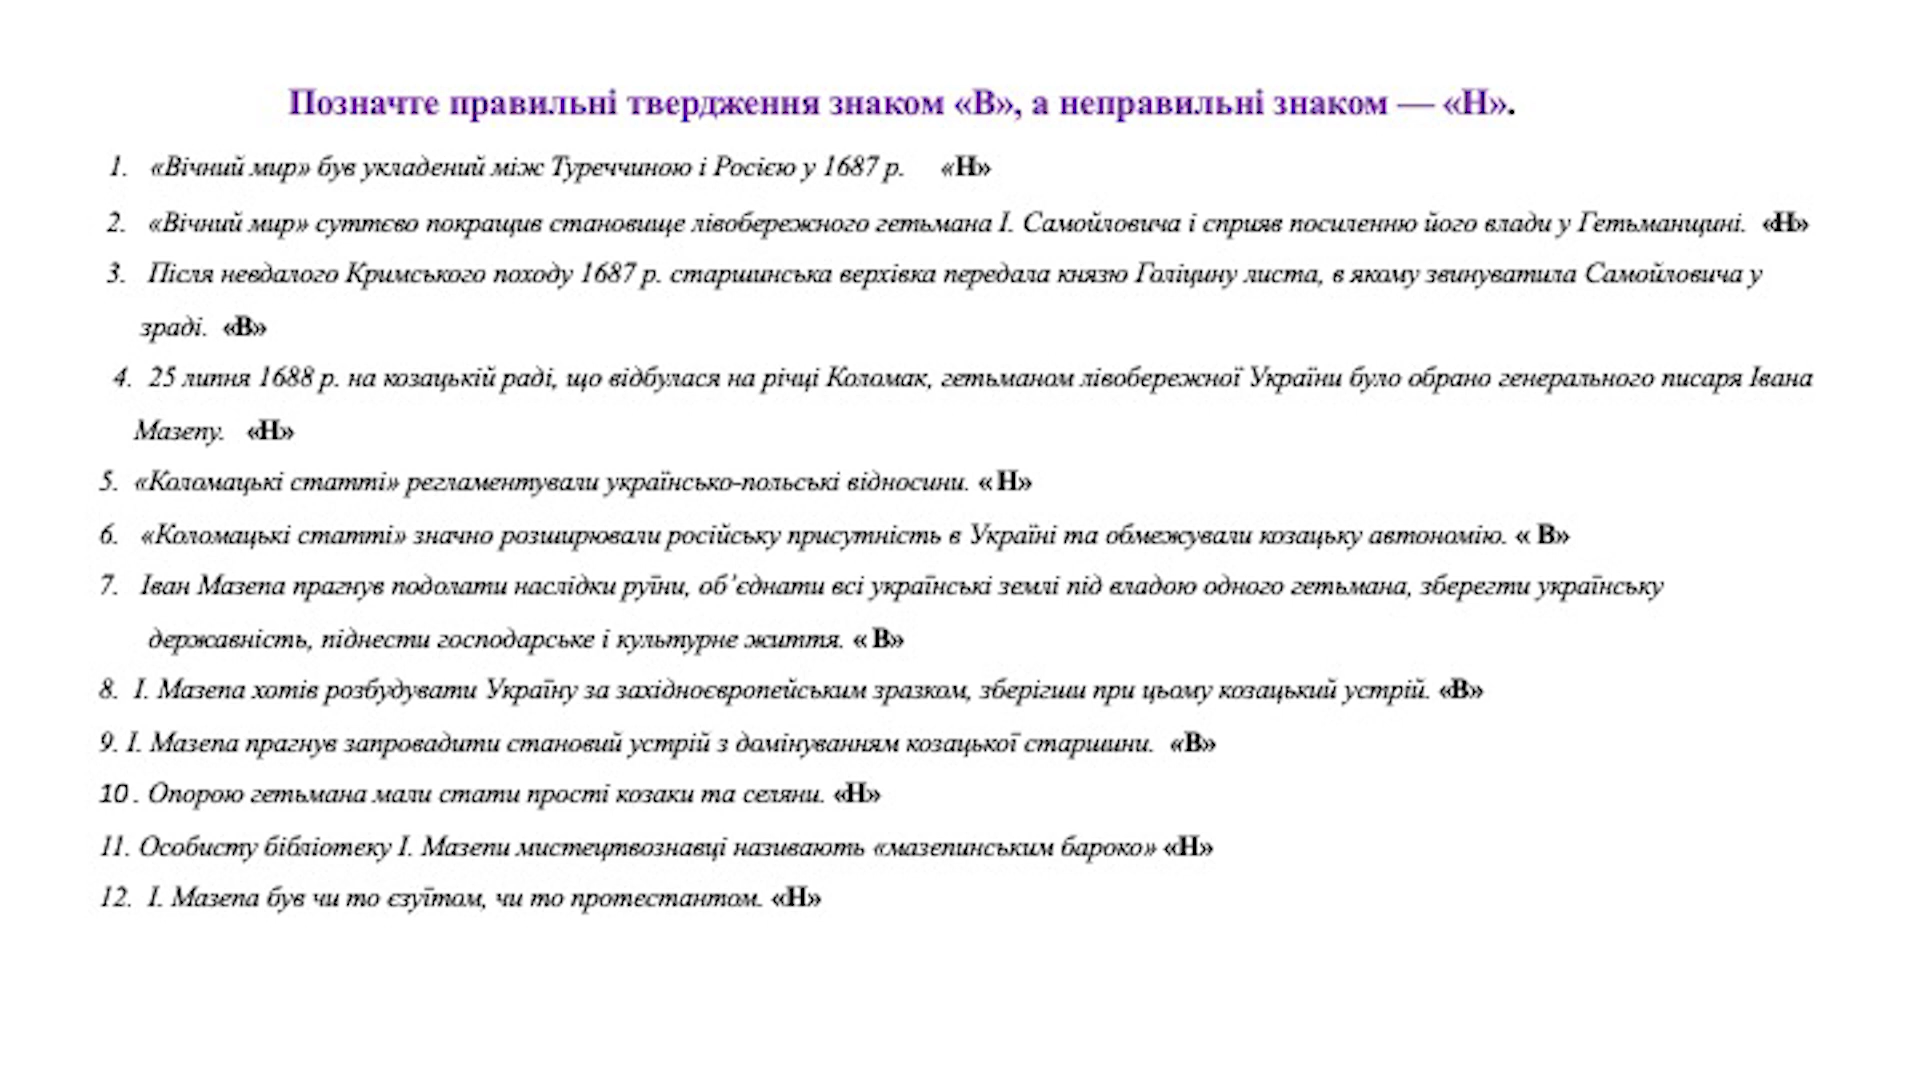 Позначте правильні твердження знаком «В», а неправильні знаком — «Н».
1. «Вічний мир» був укладений між Туреччиною і Росією у 1687 р. «Н»
2. «Вічний мир» суттєво покращив становище лівобережного гетьмана І. Самойловича і сприяв посиленню його влади у Гетьманщині. «Н»
3. Після невдалого Кримського походу 1687 р. старшинська верхівка передала князю Голіцину листа, в якому звинуватила Самойловича у
зраді. «В»
4. 25 липня 1688 р. на козацькій раді, що відбулася на річці Коломак, гетьманом лівобережної України було обрано генерального писаря Івана
Мазепу. «Н»
5. «Коломацькі статті» регламентували українсько-польські відносини. « Н»
6. «Коломацькі статті» значно розширювали російську присутність в Україні та обмежували козацьку автономію. « В»
7. Іван Мазепа прагнув подолати наслідки руїни, об’єднати всі українські землі під владою одного гетьмана, зберегти українську
державність, піднести господарське і культурне життя. « В»
8. І. Мазепа хотів розбудувати Україну за західноєвропейським зразком, зберігши при цьому козацький устрій. «В»
9. І. Мазепа прагнув запровадити становий устрій з домінуванням козацької старшини. «В»
10 . Опорою гетьмана мали стати прості козаки та селяни. «Н»
11. Особисту бібліотеку І. Мазепи мистецтвознавці називають «мазепинським бароко» «Н»
12. І. Мазепа був чи то єзуїтом, чи то протестантом. «Н»